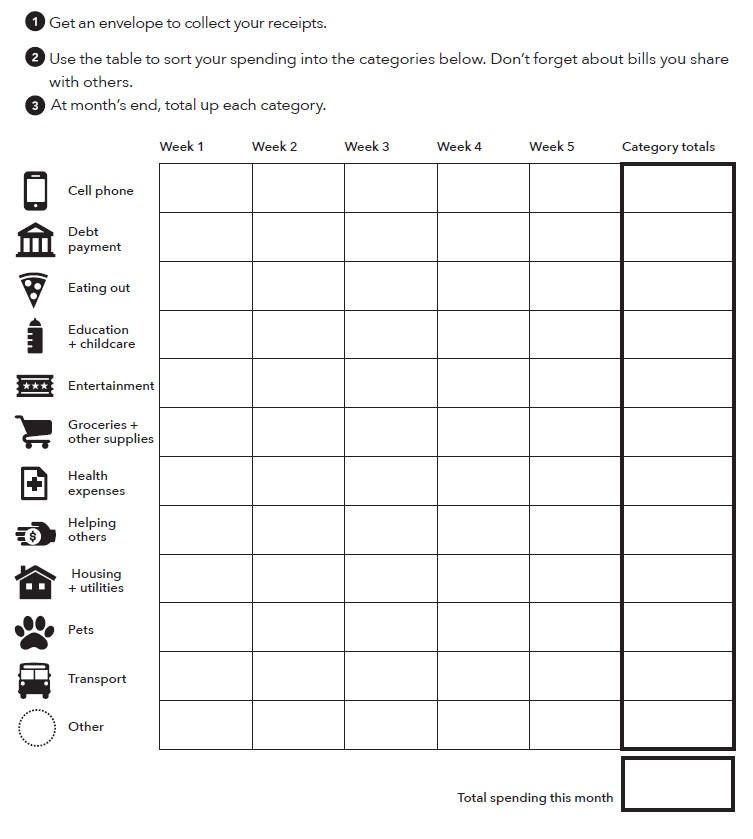 1 Get an envelope to collect your receipts.
2 Use the table to sort your spending into the categories below. Don’t forget about bills you share
with others.
3 At month’s end, total up each category.
Week 1 Week 2 Week 3 Week 4 Week 5 Category totals
Cell phone
Debt
payment
Eating out
Education
+ childcare
Entertainment
Groceries +
other supplies
Health
expenses
Helping
others
$
Housing
+ utilities
Pets
Transport
Other
Total spending this month